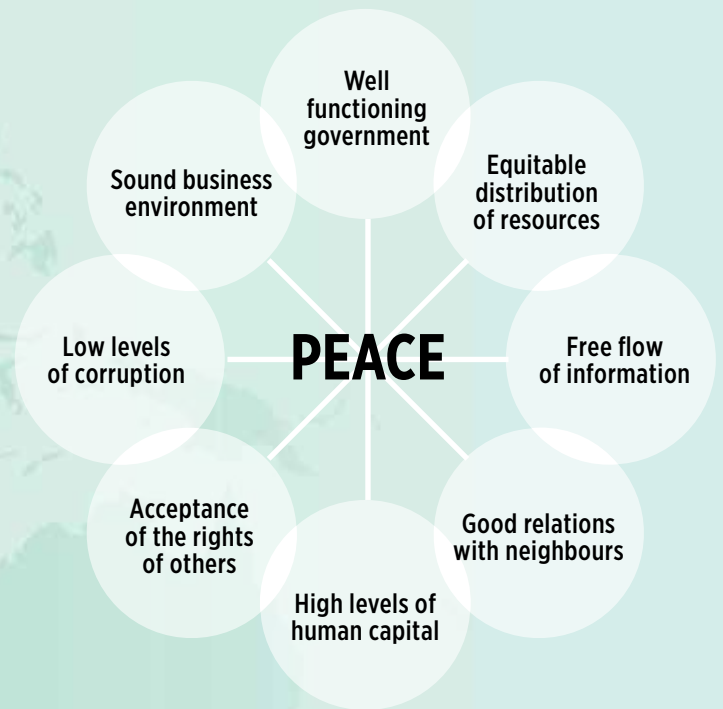 Well
functioning
government
Equitable
distribution
of resources
Free flow
of information
Good relations
with neighbours
High levels of
human capital
Acceptance
of the rights
of others
Low levels
of corruption
Sound business
environment
PEACE